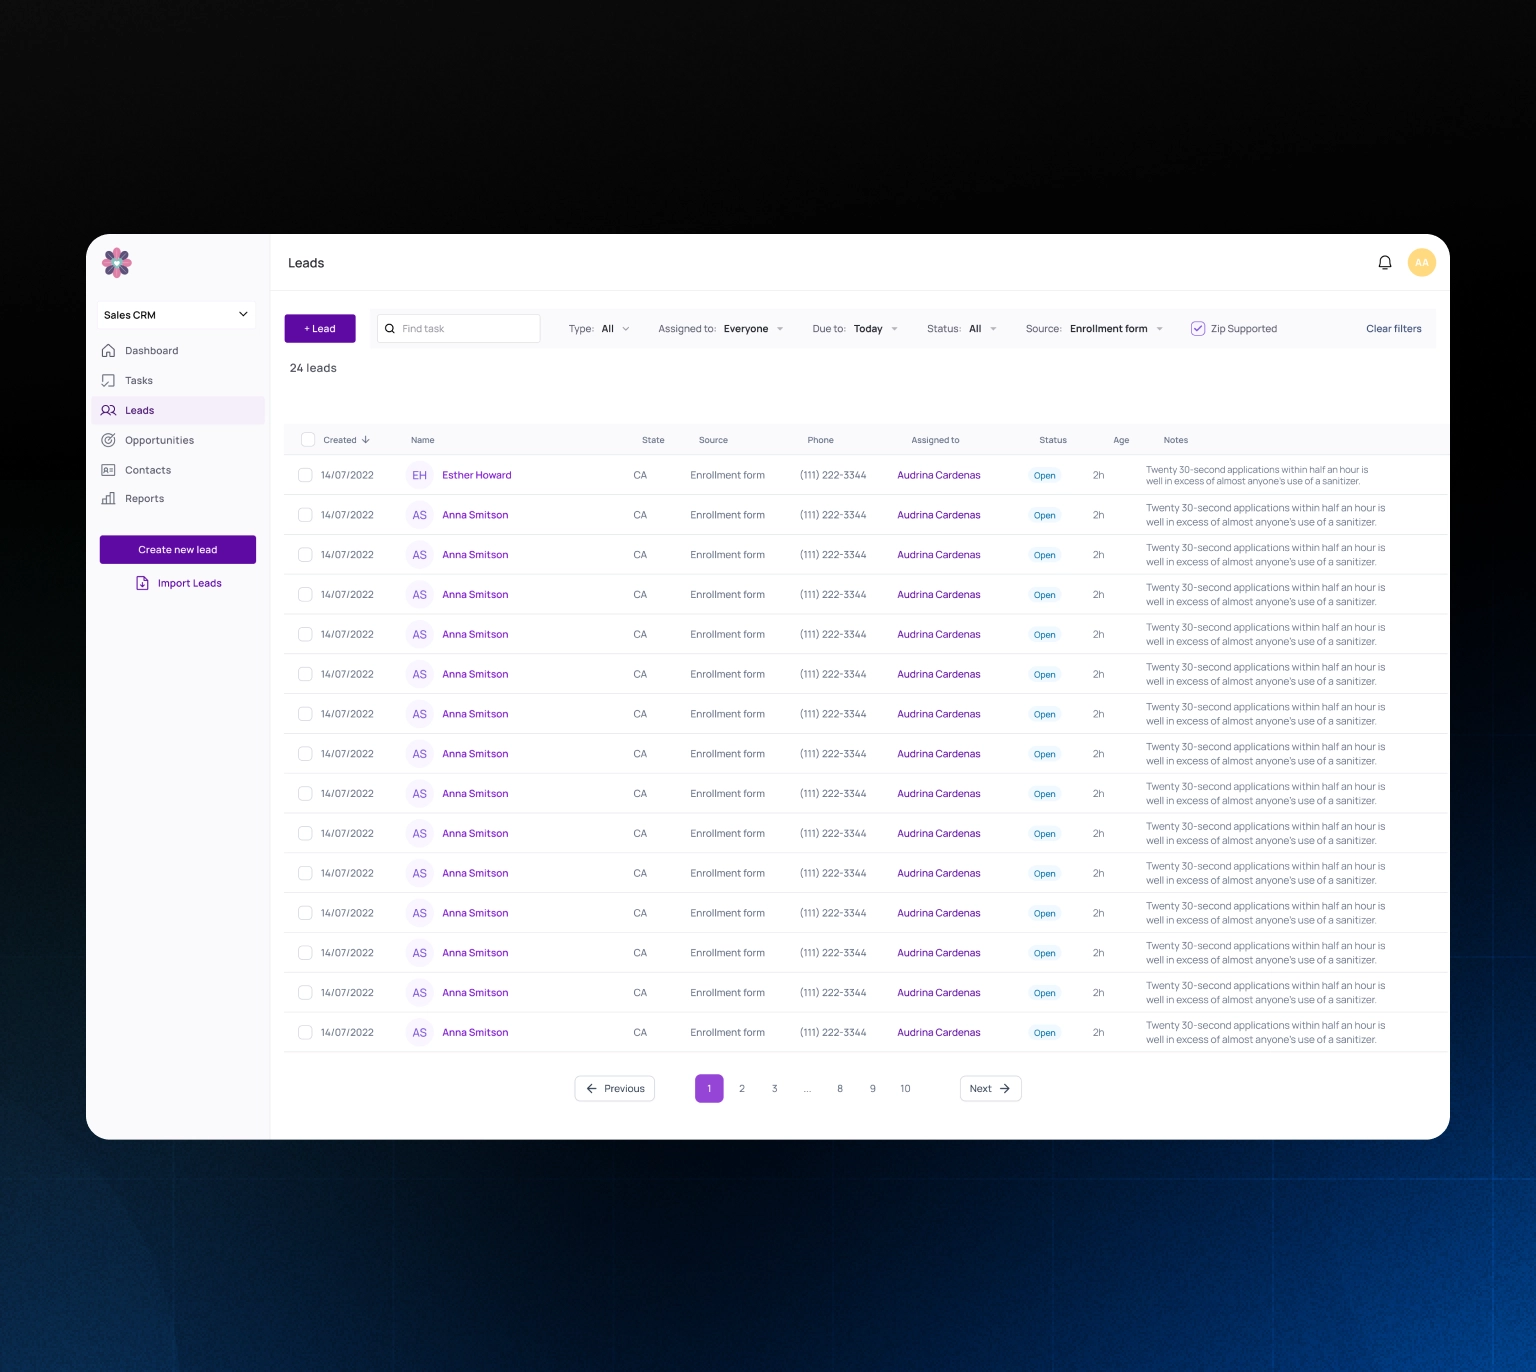 Leads
AA
Sales CRM
Dashboard
Tasks
Leads
Opportunities
Contacts
Reports
Create new lead
Import Leads
+ Lead
Find task
Type: All
Assigned to: Everyone
Due to: Today
Status: All
Source: Enrollment form
Zip Supported
Clear filters
24 leads
Created Name State Source Phone Assigned to Status Age Notes
14/07/2022 EH Esther Howard CA Enrollment form (111) 222-3344 Audrina Cardenas Open 2h Twenty 30-second applications within half an hour is
well in excess of almost anyone's use of a sanitizer.
14/07/2022 AS Anna Smitson CA Enrollment form (111) 222-3344 Audrina Cardenas Open 2h Twenty 30-second applications within half an hour is
well in excess of almost anyone's use of a sanitizer.
14/07/2022 AS Anna Smitson CA Enrollment form (111) 222-3344 Audrina Cardenas Open 2h Twenty 30-second applications within half an hour is
well in excess of almost anyone's use of a sanitizer.
14/07/2022 AS Anna Smitson CA Enrollment form (111) 222-3344 Audrina Cardenas Open 2h Twenty 30-second applications within half an hour is
well in excess of almost anyone's use of a sanitizer.
14/07/2022 AS Anna Smitson CA Enrollment form (111) 222-3344 Audrina Cardenas Open 2h Twenty 30-second applications within half an hour is
well in excess of almost anyone's use of a sanitizer.
14/07/2022 AS Anna Smitson CA Enrollment form (111) 222-3344 Audrina Cardenas Open 2h Twenty 30-second applications within half an hour is
well in excess of almost anyone's use of a sanitizer.
14/07/2022 AS Anna Smitson CA Enrollment form (111) 222-3344 Audrina Cardenas Open 2h Twenty 30-second applications within half an hour is
well in excess of almost anyone's use of a sanitizer.
14/07/2022 AS Anna Smitson CA Enrollment form (111) 222-3344 Audrina Cardenas Open 2h Twenty 30-second applications within half an hour is
well in excess of almost anyone's use of a sanitizer.
14/07/2022 AS Anna Smitson CA Enrollment form (111) 222-3344 Audrina Cardenas Open 2h Twenty 30-second applications within half an hour is
well in excess of almost anyone's use of a sanitizer.
14/07/2022 AS Anna Smitson CA Enrollment form (111) 222-3344 Audrina Cardenas Open 2h Twenty 30-second applications within half an hour is
well in excess of almost anyone's use of a sanitizer.
14/07/2022 AS Anna Smitson CA Enrollment form (111) 222-3344 Audrina Cardenas Open 2h Twenty 30-second applications within half an hour is
well in excess of almost anyone's use of a sanitizer.
14/07/2022 AS Anna Smitson CA Enrollment form (111) 222-3344 Audrina Cardenas Open 2h Twenty 30-second applications within half an hour is
well in excess of almost anyone's use of a sanitizer.
14/07/2022 AS Anna Smitson CA Enrollment form (111) 222-3344 Audrina Cardenas Open 2h Twenty 30-second applications within half an hour is
well in excess of almost anyone's use of a sanitizer.
14/07/2022 AS Anna Smitson CA Enrollment form (111) 222-3344 Audrina Cardenas Open 2h Twenty 30-second applications within half an hour is
well in excess of almost anyone's use of a sanitizer.
14/07/2022 AS Anna Smitson CA Enrollment form (111) 222-3344 Audrina Cardenas Open 2h Twenty 30-second applications within half an hour is
well in excess of almost anyone's use of a sanitizer.
Previous 1 2 3 ... 8 9 10 Next